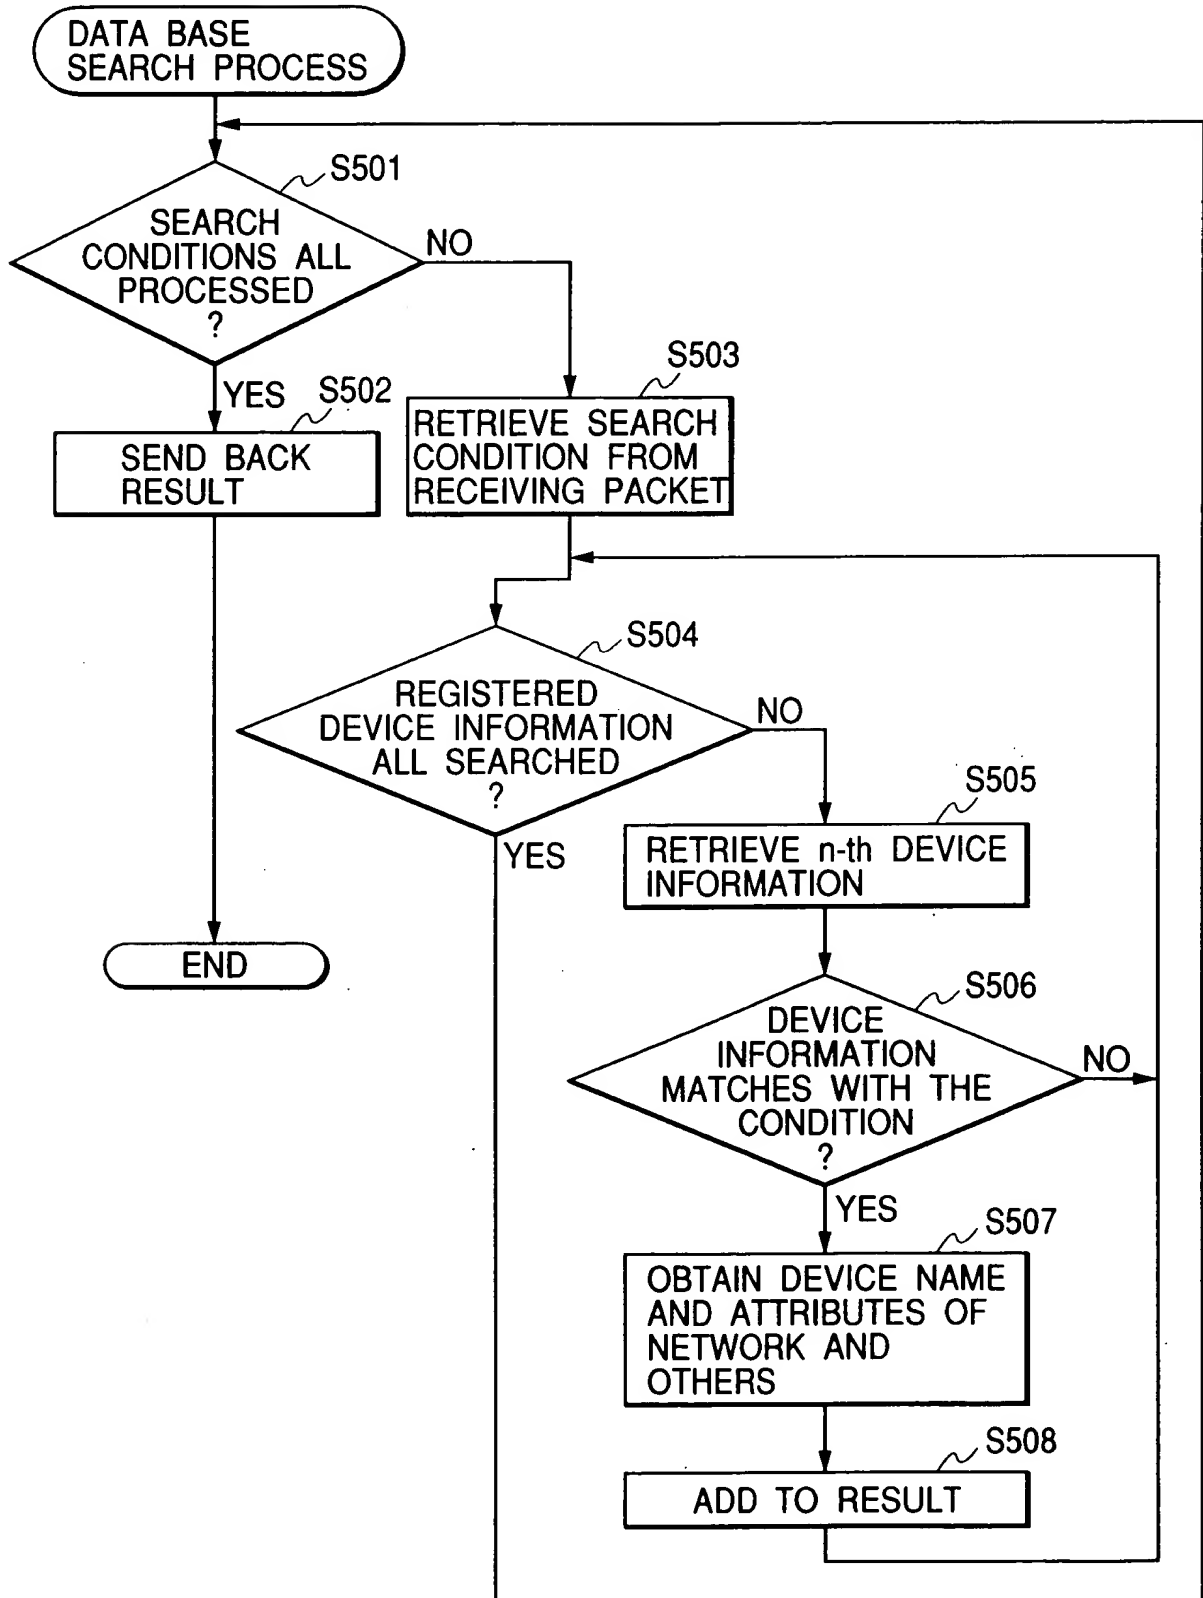 DATA BASE
SEARCH PROCESS
S501
SEARCH
CONDITIONS ALL
PROCESSED
?
NO
YES
S502
SEND BACK
RESULT
S503
RETRIEVE SEARCH
CONDITION FROM
RECEIVING PACKET
S504
REGISTERED
DEVICE INFORMATION
ALL SEARCHED
?
NO
YES
S505
RETRIEVE n-th DEVICE
INFORMATION
END
S506
DEVICE
INFORMATION
MATCHES WITH THE
CONDITION
?
NO
YES
S507
OBTAIN DEVICE NAME
AND ATTRIBUTES OF
NETWORK AND
OTHERS
S508
ADD TO RESULT